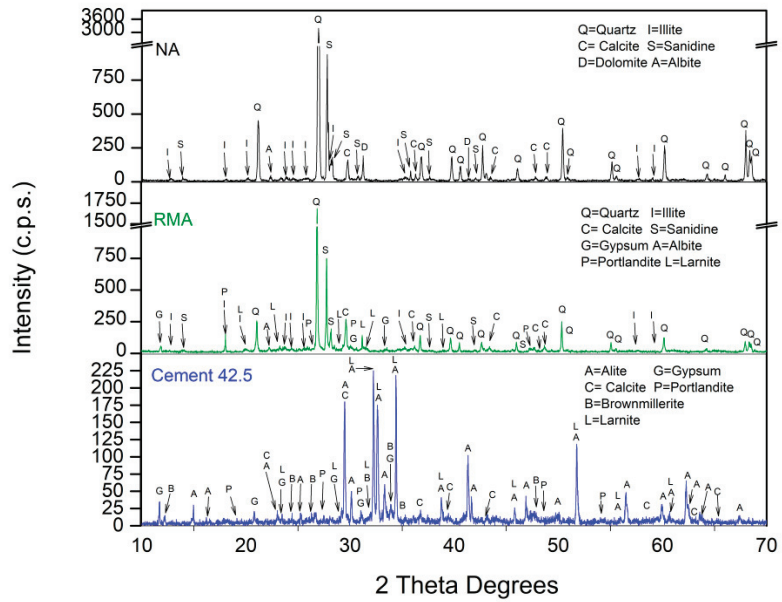 3600
3000
NA
Q=Quartz I=Illite
C= Calcite S=Sanidine
D=Dolomite A=Albite
750
500
250
0
I S I I Q A I I I Q S I S C S D I S C Q S Q Q D S Q C Q C C Q Q Q Q I I Q Q Q Q Q Q
1750
1500
RMA
Q=Quartz I=Illite
C= Calcite S=Sanidine
G=Gypsum A=Albite
P=Portlandite L=Larnite
750
500
250
0
G I S P I L I Q A L I I I P Q S S L C P G L L G I C Q S L Q Q S Q C Q S P C C Q Q Q Q I I Q Q Q Q Q
Cement 42.5
A=Alite G=Gypsum
C= Calcite P=Portlandite
B=Brownmillerite
L=Larnite
225
200
175
150
125
100
75
50
25
0
G B A A P G C A L G L B A L B P L G A C A P G L B L A L A A B G L A B C L A C A A C L A A B P A L A P L A A C A L A A C A A C A
10 20 30 40 50 60 70
2 Theta Degrees
Intensity (c.p.s.)